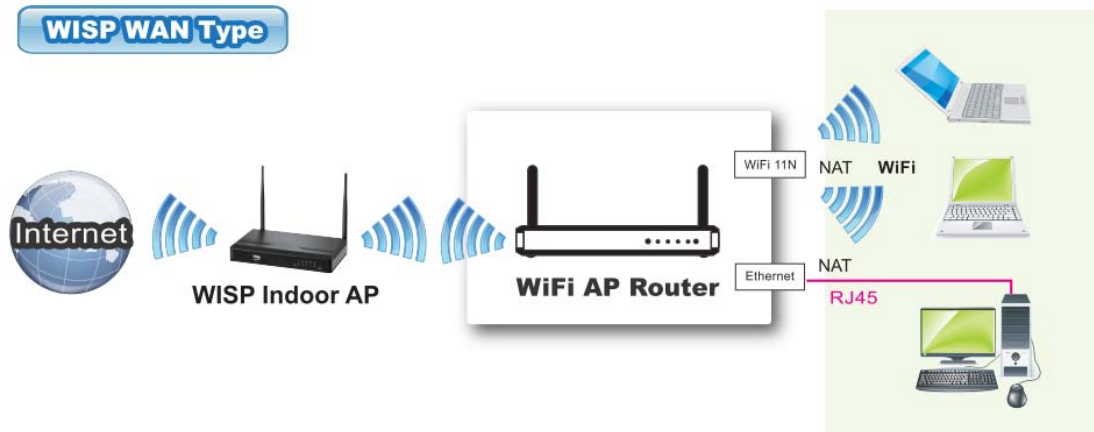 WISP WAN Type
Internet
WISP Indoor AP
WiFi AP Router
WiFi 11N
NAT WiFi
Ethernet
NAT
RJ45